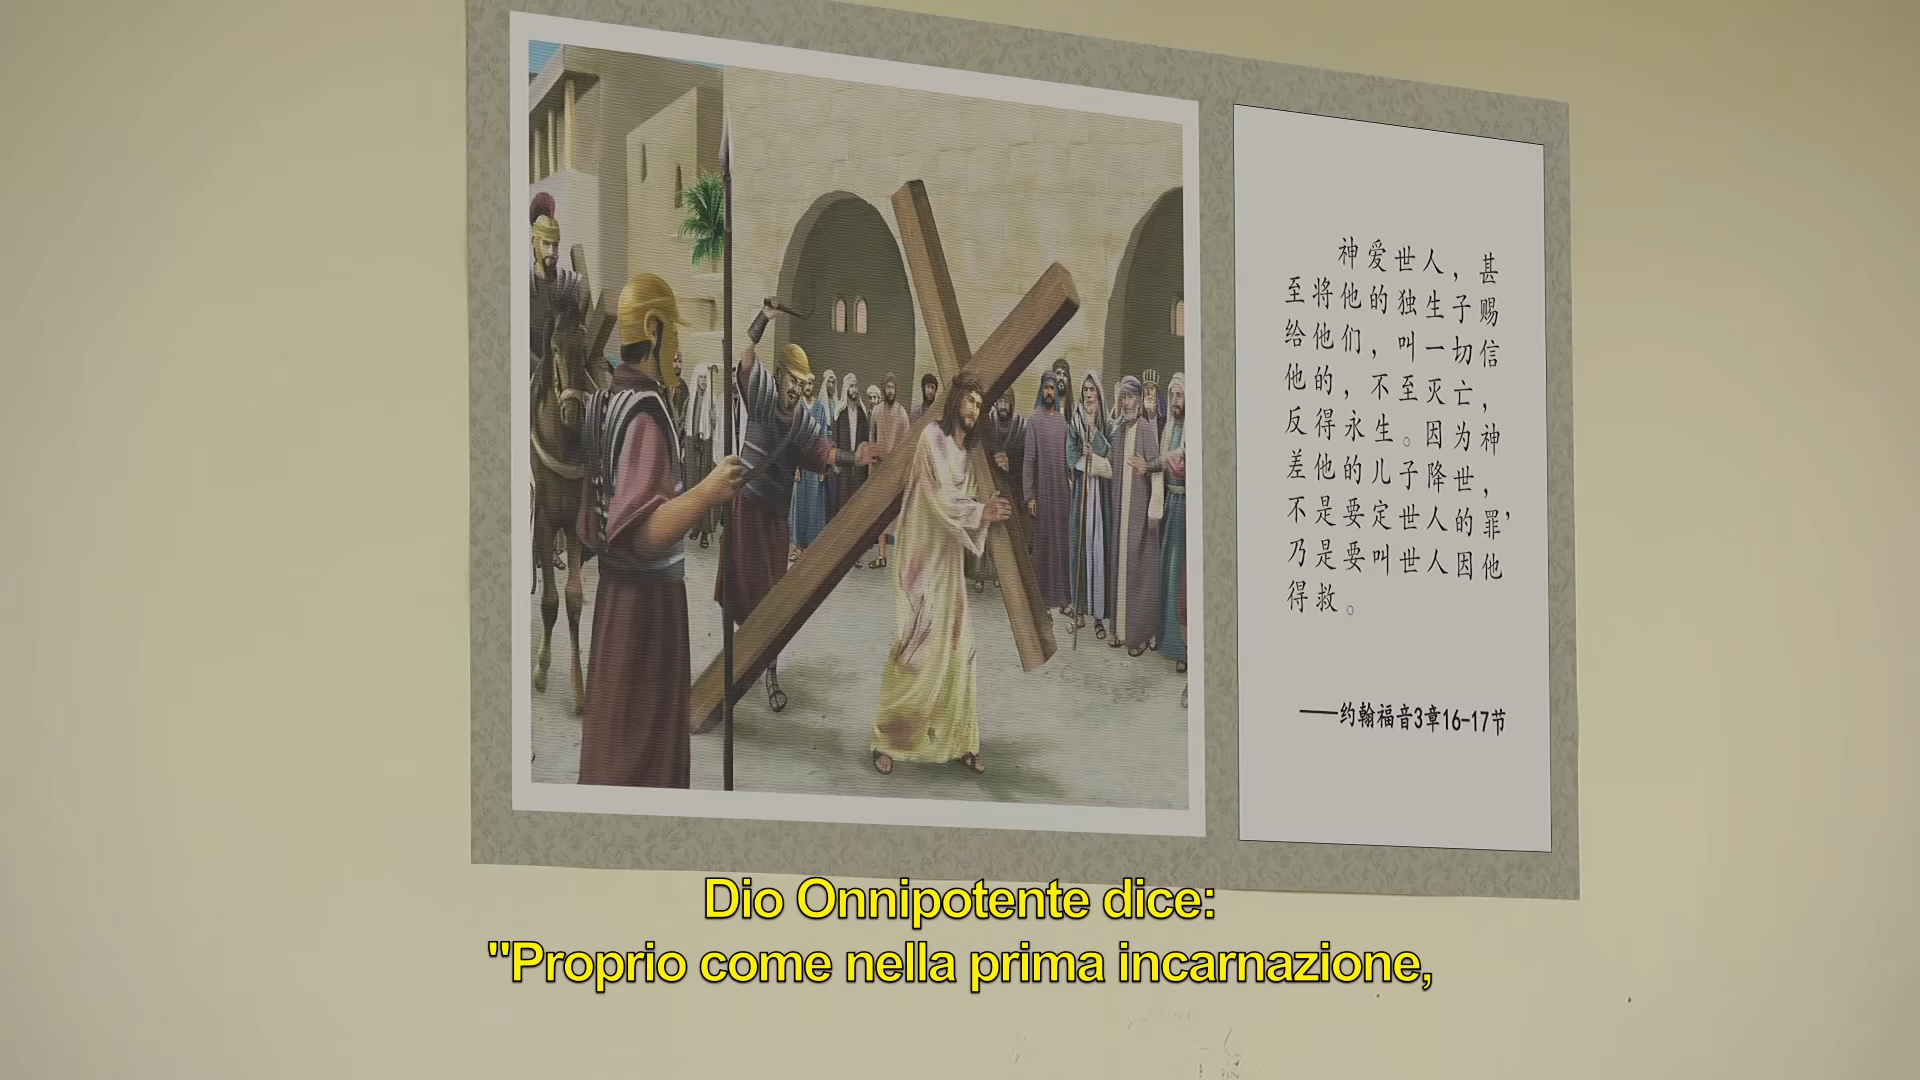 神爱世人，甚
至将他的独生子赐
给他们，叫一切信
他的，不至灭亡，
反得永生。因为神
差他的儿子降世，
不是要定世人的罪，
乃是要叫世人因他
得救。
——约翰福音3章16-17节
Dio Onnipotente dice:
"Proprio come nella prima incarnazione,